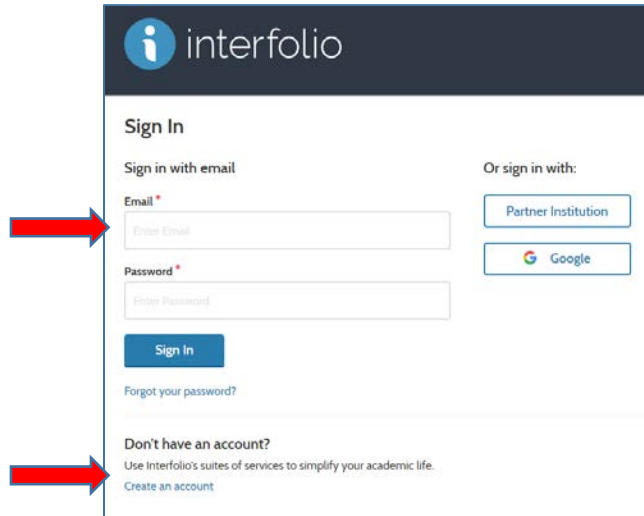 interfolio
Sign In
Sign in with email
Email *
Enter Email
Password *
Enter Password
Sign In
Forgot your password?
Or sign in with:
Partner Institution
Google
Don't have an account?
Use Interfolio's suites of services to simplify your academic life.
Create an account